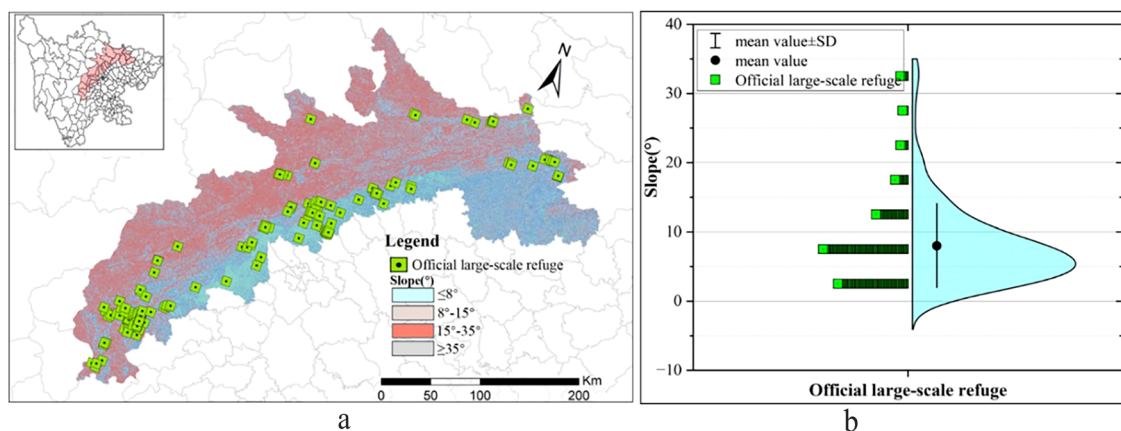 N
Legend
Official large-scale refuge
Slope(°)
≤8°
8°-15°
15°-35°
≥35°
Km
0 50 100 200
a
40
30
20
10
0
−10
Slope(°)
mean value±SD
mean value
Official large-scale refuge
Official large-scale refuge
b